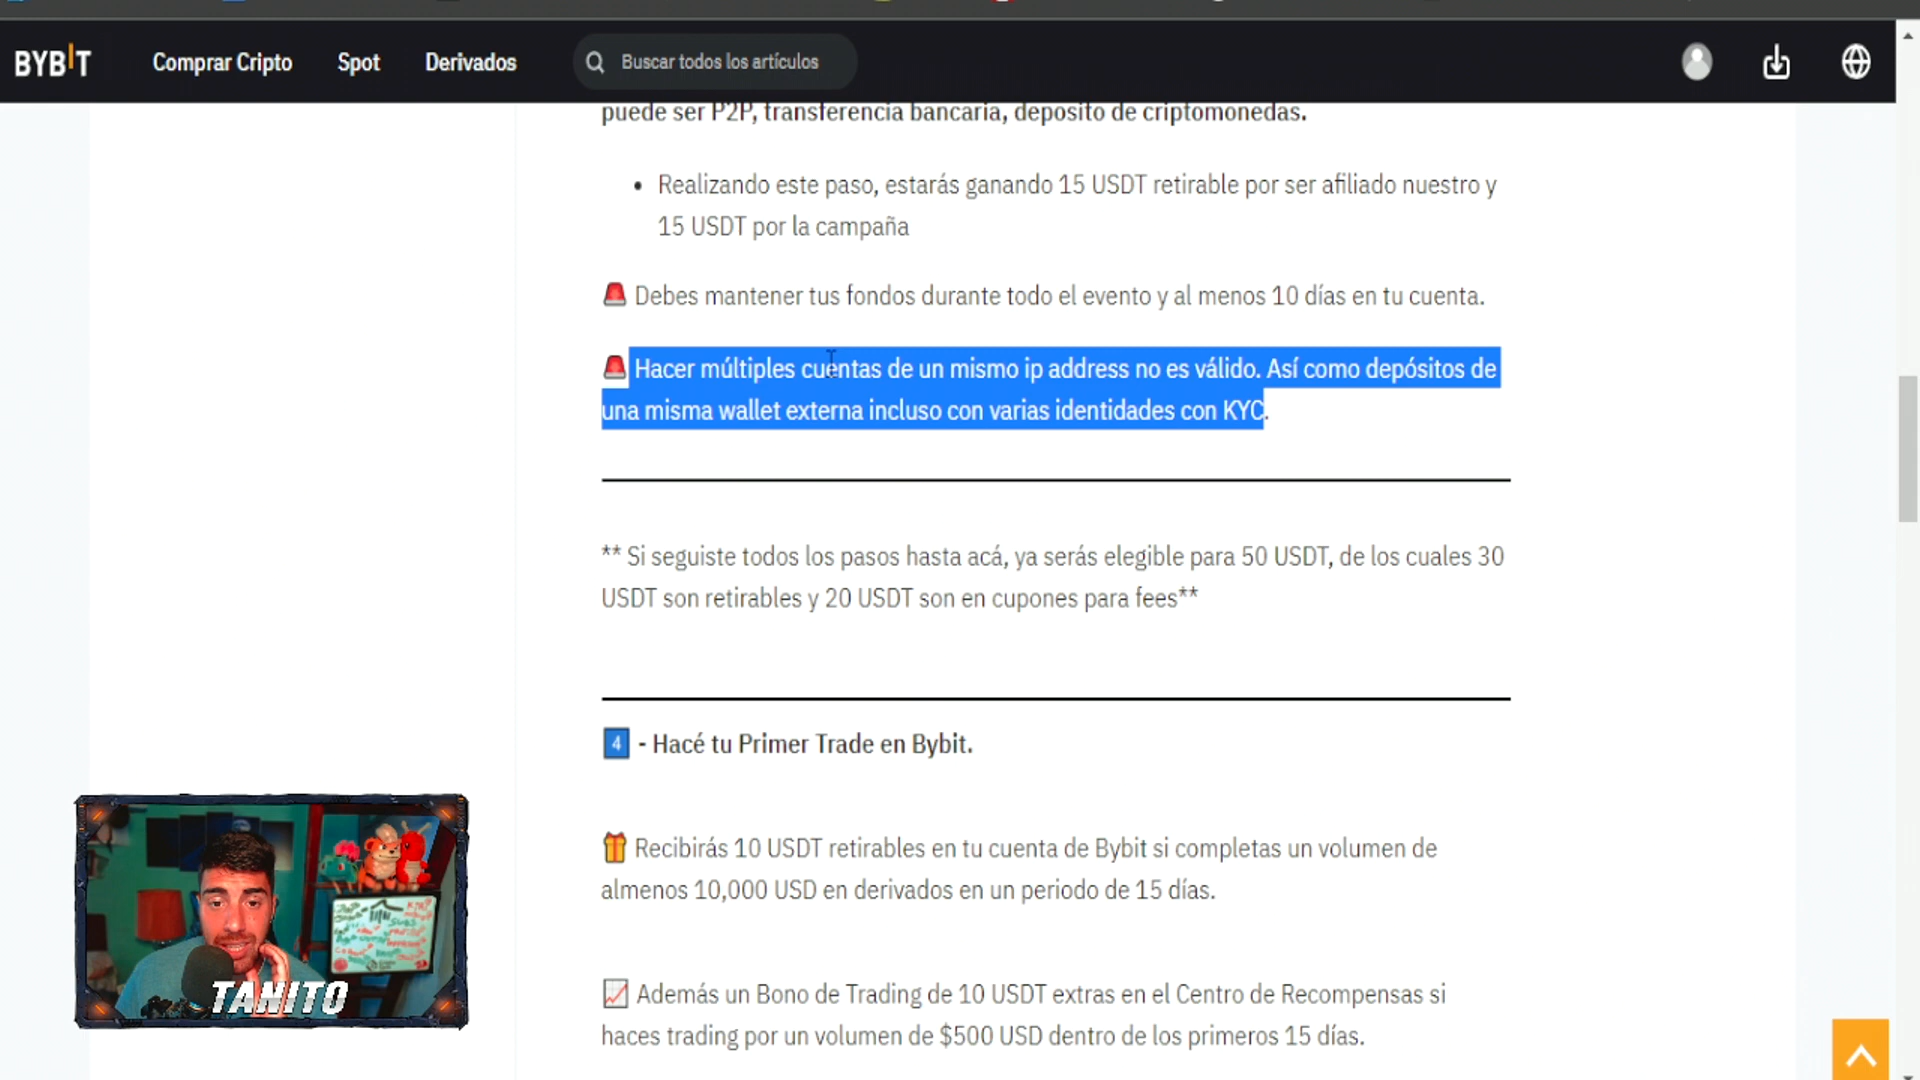 BYBIT
Comprar Cripto
Spot
Derivados
Buscar todos los artículos
puede ser P2P, transferencia bancaria, deposito de criptomonedas.
• Realizando este paso, estarás ganando 15 USDT retirable por ser afiliado nuestro y
15 USDT por la campaña
🚨 Debes mantener tus fondos durante todo el evento y al menos 10 días en tu cuenta.
🚨 Hacer múltiples cuentas de un mismo ip address no es válido. Así como depósitos de
una misma wallet externa incluso con varias identidades con KYC.
** Si seguiste todos los pasos hasta acá, ya serás elegible para 50 USDT, de los cuales 30
USDT son retirables y 20 USDT son en cupones para fees**
4️⃣ - Hacé tu Primer Trade en Bybit.
🎁 Recibirás 10 USDT retirables en tu cuenta de Bybit si completas un volumen de
almenos 10,000 USD en derivados en un periodo de 15 días.
📈 Además un Bono de Trading de 10 USDT extras en el Centro de Recompensas si
haces trading por un volumen de $500 USD dentro de los primeros 15 días.
TANITO